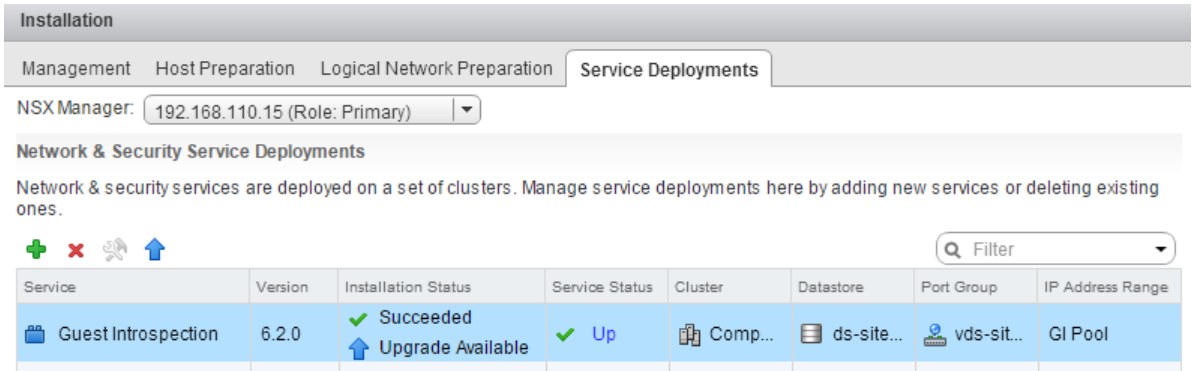 Installation
Management Host Preparation Logical Network Preparation Service Deployments
NSX Manager: 192.168.110.15 (Role: Primary)
Network & Security Service Deployments
Network & security services are deployed on a set of clusters. Manage service deployments here by adding new services or deleting existing
ones.
Filter
Service Version Installation Status Service Status Cluster Datastore Port Group IP Address Range
Guest Introspection 6.2.0 Succeeded Up Comp... ds-site... vds-sit... GI Pool
Upgrade Available